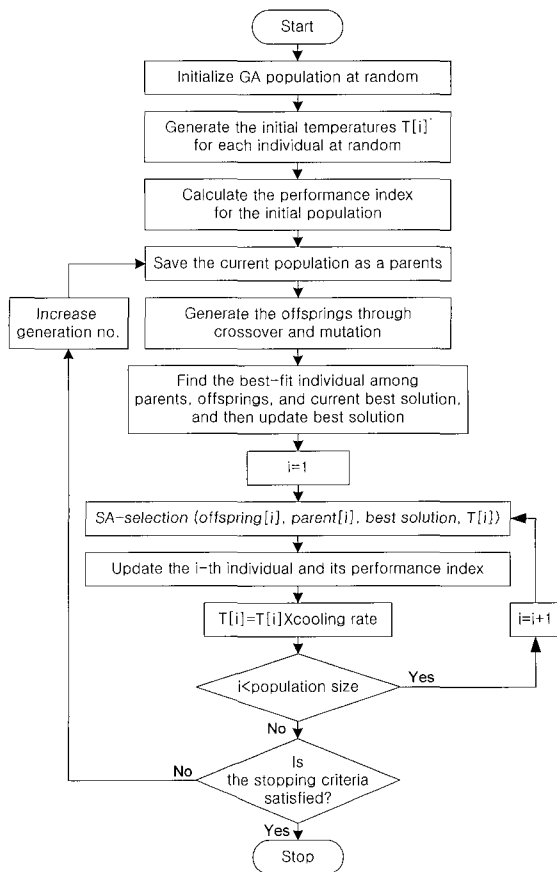 Start
Initialize GA population at random
Generate the initial temperatures T[i]
for each individual at random
Calculate the performance index
for the initial population
Save the current population as a parents
Increase
generation no.
Generate the offsprings through
crossover and mutation
Find the best-fit individual among
parents, offsprings, and current best solution,
and then update best solution
i=1
SA-selection (offspring[i], parent[i], best solution, T[i])
Update the i-th individual and its performance index
T[i]=T[i]Xcooling rate
i=i+1
i<population size
Yes
No
Is
the stopping criteria
satisfied?
No
Yes
Stop